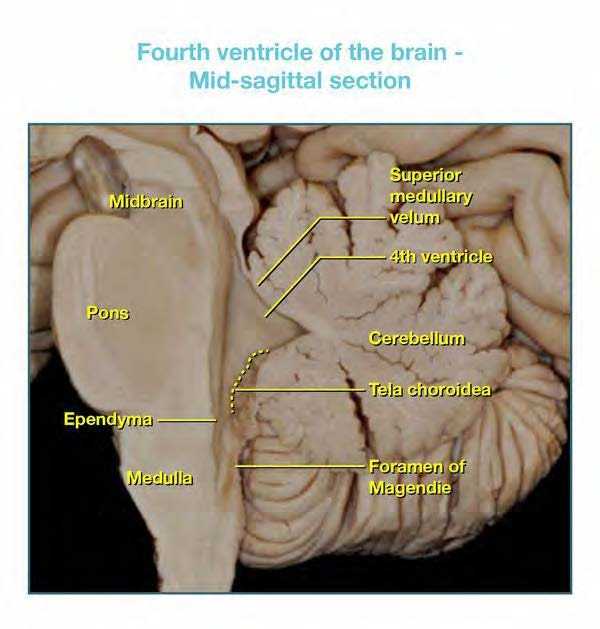 Fourth ventricle of the brain -
Mid-sagittal section
Superior
medullary
velum
Midbrain
4th ventricle
Pons
Cerebellum
Tela choroidea
Ependyma
Foramen of
Magendie
Medulla